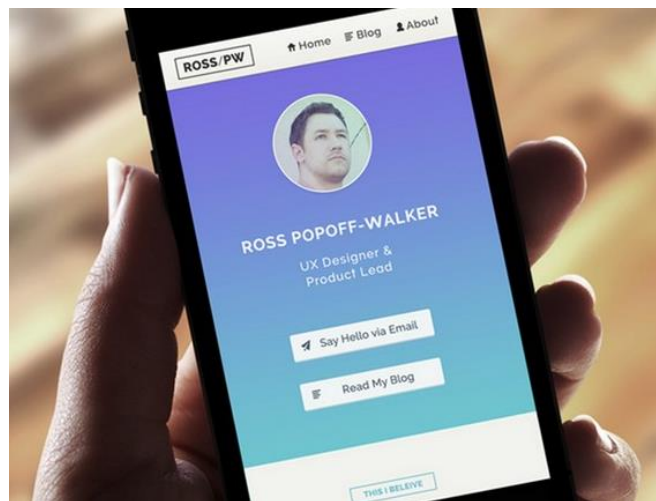 ROSS/PW
Home Blog About
ROSS POPOFF-WALKER
UX Designer &
Product Lead
Say Hello via Email
Read My Blog
THIS I BELEIVE